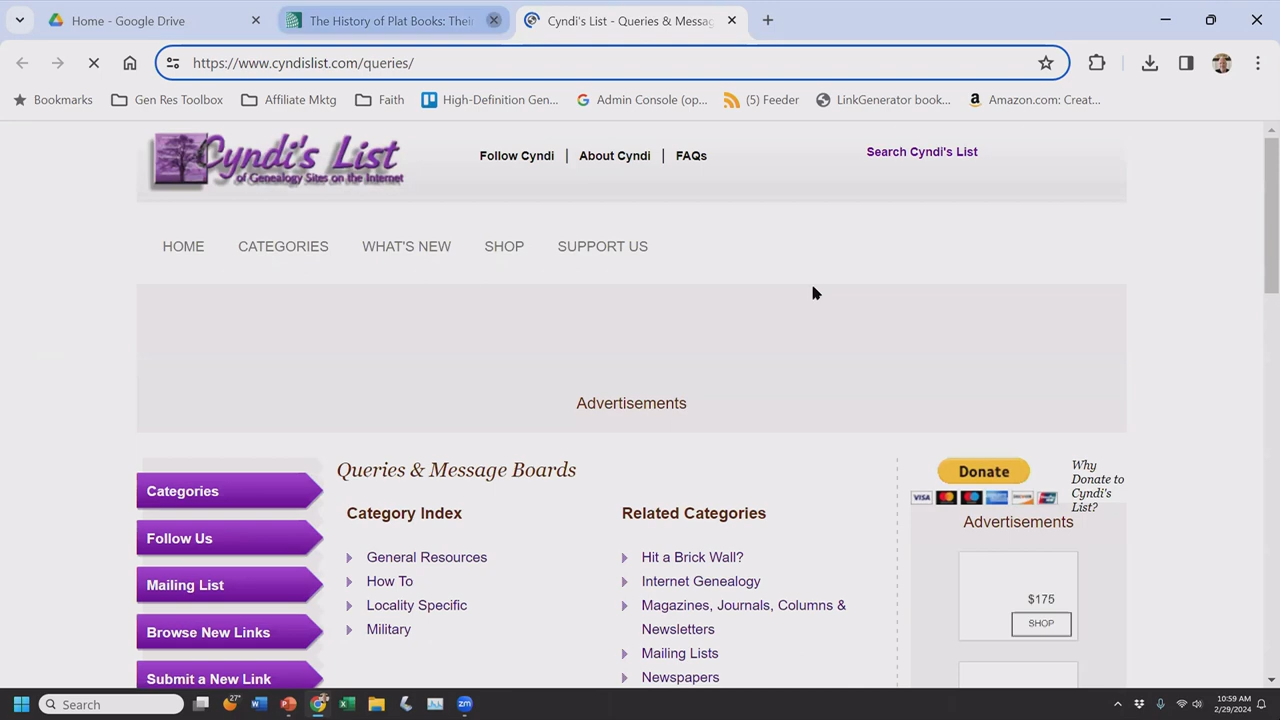 Home - Google Drive
The History of Plat Books: Their
Cyndi's List - Queries & Messag
https://www.cyndislist.com/queries/
Bookmarks
Gen Res Toolbox
Affiliate Mktg
Faith
High-Definition Gen...
Admin Console (op...
(5) Feeder
LinkGenerator book...
Amazon.com: Creat...
Cyndi's List
of Genealogy Sites on the Internet
Follow Cyndi | About Cyndi | FAQs
Search Cyndi's List
HOME
CATEGORIES
WHAT'S NEW
SHOP
SUPPORT US
Advertisements
Categories
Follow Us
Mailing List
Browse New Links
Submit a New Link
Queries & Message Boards
Category Index
General Resources
How To
Locality Specific
Military
Related Categories
Hit a Brick Wall?
Internet Genealogy
Magazines, Journals, Columns &
Newsletters
Mailing Lists
Newspapers
Donate
VISA
Why
Donate to
Cyndi's
List?
Advertisements
$175
SHOP
Search
27°
10:59 AM
2/29/2024